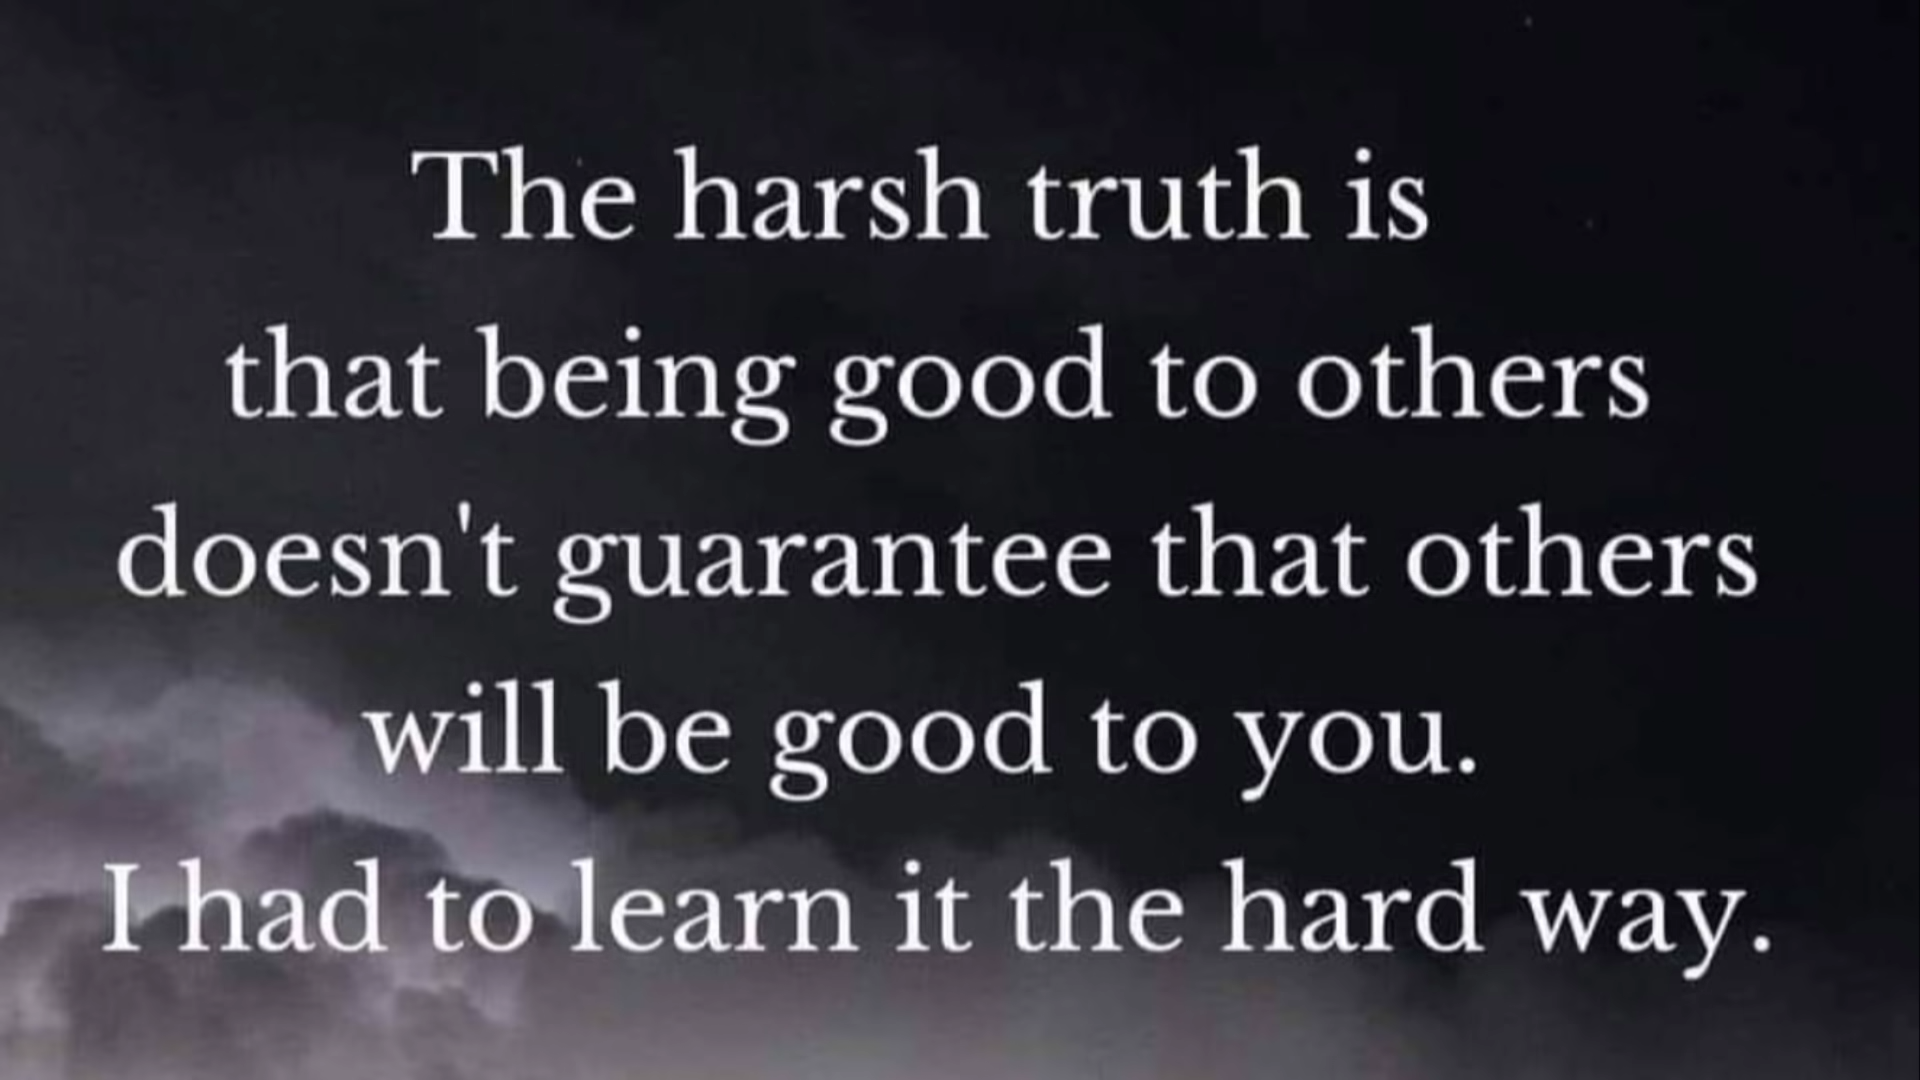 The harsh truth is
that being good to others
doesn't guarantee that others
will be good to you.
I had to learn it the hard way.